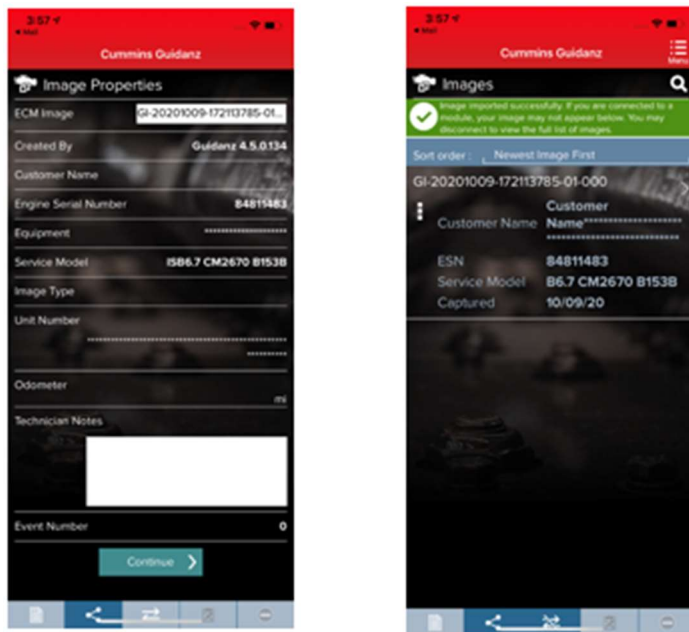 3:57
Mail
Cummins Guidanz
Image Properties
ECM Image GI-20201009-172113785-01...
Created By Guidanz 4.5.0.134
Customer Name
Engine Serial Number 84811483
Equipment ********************
Service Model ISB6.7 CM2670 B153B
Image Type
Unit Number
**************************************************
**********
Odometer
mi
Technician Notes
Event Number 0
Continue
3:57
Mail
Cummins Guidanz
Menu
Images
Image imported successfully. If you are connected to a
module, your image may not appear below. You may
disconnect to view the full list of images.
Sort order : Newest Image First
GI-20201009-172113785-01-000
Customer
Customer Name Name********************
**************************
ESN 84811483
Service Model B6.7 CM2670 B153B
Captured 10/09/20